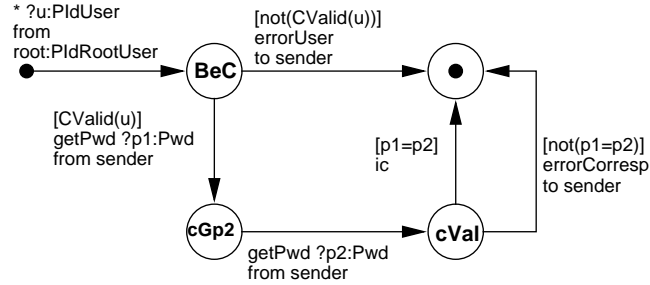 * ?u:PIdUser
from
root:PIdRootUser
[not(CValid(u))]
errorUser
to sender
BeC
[CValid(u)]
getPwd ?p1:Pwd
from sender
[p1=p2]
ic
[not(p1=p2)]
errorCorresp
to sender
cGp2
cVal
getPwd ?p2:Pwd
from sender